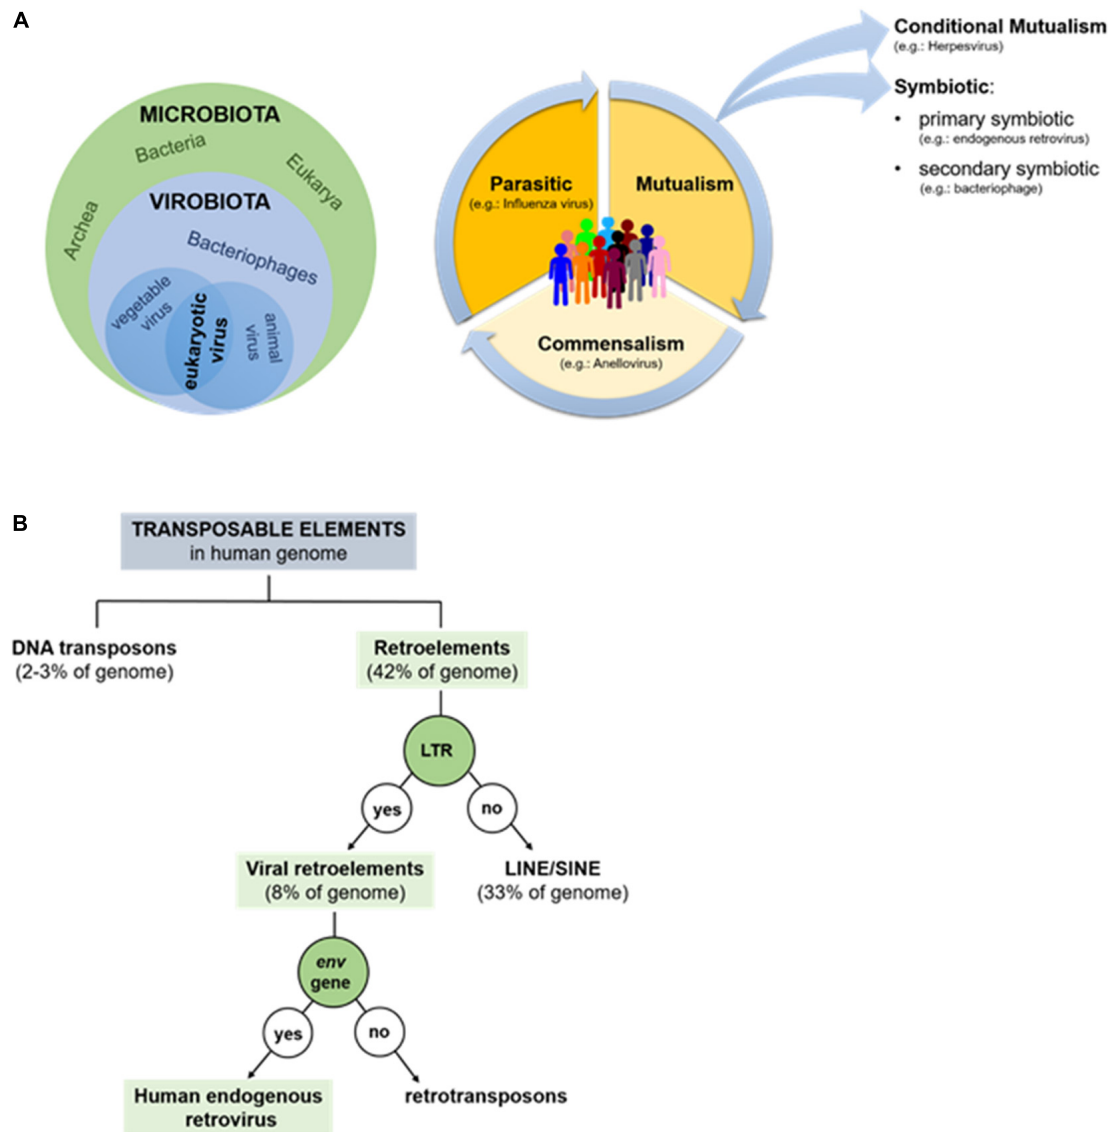 A
MICROBIOTA
Bacteria
Eukarya
Archea
VIROBIOTA
Bacteriophages
vegetable
virus
eukaryotic
virus
animal
virus
Parasitic
(e.g.: Influenza virus)
Mutualism
Commensalism
(e.g.: Anellovirus)
Conditional Mutualism
(e.g.: Herpesvirus)
Symbiotic:
• primary symbiotic
(e.g.: endogenous retrovirus)
• secondary symbiotic
(e.g.: bacteriophage)
B
TRANSPOSABLE ELEMENTS
in human genome
DNA transposons
(2-3% of genome)
Retroelements
(42% of genome)
LTR
yes
no
Viral retroelements
(8% of genome)
LINE/SINE
(33% of genome)
env
gene
yes
no
Human endogenous
retrovirus
retrotransposons